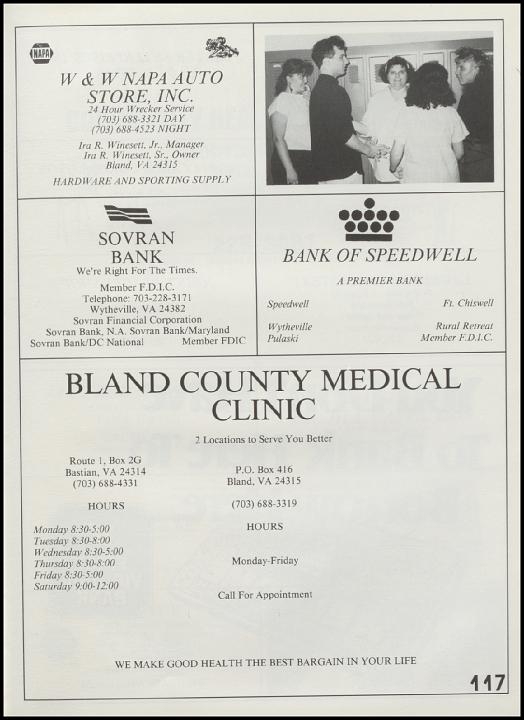 NAPA
W & W NAPA AUTO
STORE, INC.
24 Hour Wrecker Service
(703) 688-3321 DAY
(703) 688-4523 NIGHT
Ira R. Winesett, Jr., Manager
Ira R. Winesett, Sr., Owner
Bland, VA 24315
HARDWARE AND SPORTING SUPPLY
SOVRAN
BANK
We're Right For The Times.
Member F.D.I.C.
Telephone: 703-228-3171
Wytheville, VA 24382
Sovran Financial Corporation
Sovran Bank, N.A. Sovran Bank/Maryland
Sovran Bank/DC National Member FDIC
BANK OF SPEEDWELL
A PREMIER BANK
Speedwell Ft. Chiswell
Wytheville Rural Retreat
Pulaski Member F.D.I.C.
BLAND COUNTY MEDICAL
CLINIC
2 Locations to Serve You Better
Route 1, Box 2G
Bastian, VA 24314
(703) 688-4331
HOURS
Monday 8:30-5:00
Tuesday 8:30-8:00
Wednesday 8:30-5:00
Thursday 8:30-8:00
Friday 8:30-5:00
Saturday 9:00-12:00
P.O. Box 416
Bland, VA 24315
(703) 688-3319
HOURS
Monday-Friday
Call For Appointment
WE MAKE GOOD HEALTH THE BEST BARGAIN IN YOUR LIFE
117